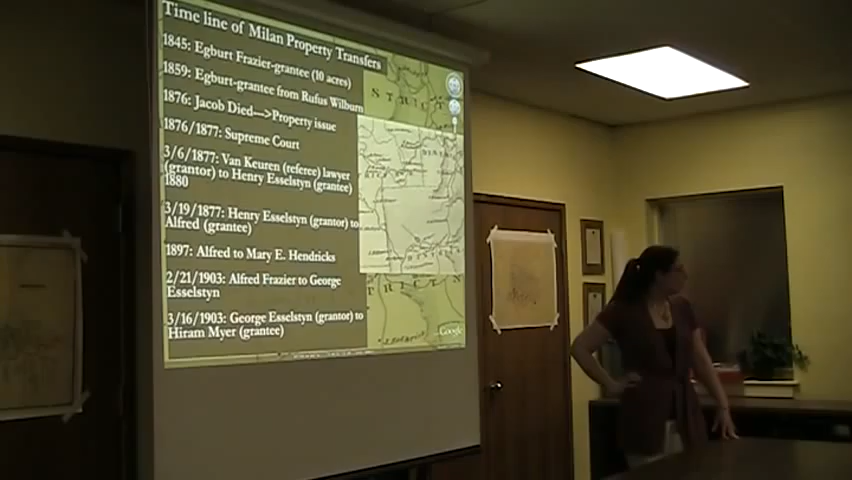 Time line of Milan Property Transfers
1845: Egburt Frazier-grantee (10 acres)
1859: Egburt-grantee from Rufus Wilburn
1876: Jacob Died--->Property issue
1876/1877: Supreme Court
3/6/1877: Van Keuren (referee) lawyer
(grantor) to Henry Esselstyn (grantee)
1880
3/19/1877: Henry Esselstyn (grantor) to
Alfred (grantee)
1897: Alfred to Mary E. Hendricks
2/21/1903: Alfred Frazier to George
Esselstyn
3/16/1903: George Esselstyn (grantor) to
Hiram Myer (grantee)
Google